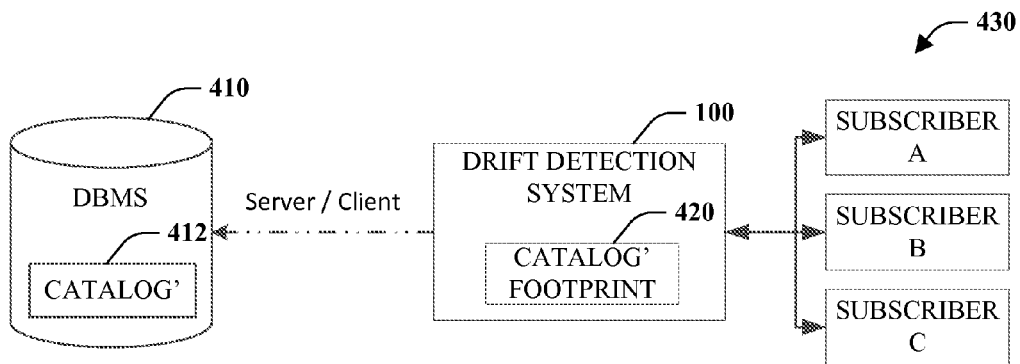 430
410
100
SUBSCRIBER
A
DRIFT DETECTION
SYSTEM
DBMS
Server / Client
412
420
SUBSCRIBER
B
CATALOG'
CATALOG'
FOOTPRINT
SUBSCRIBER
C